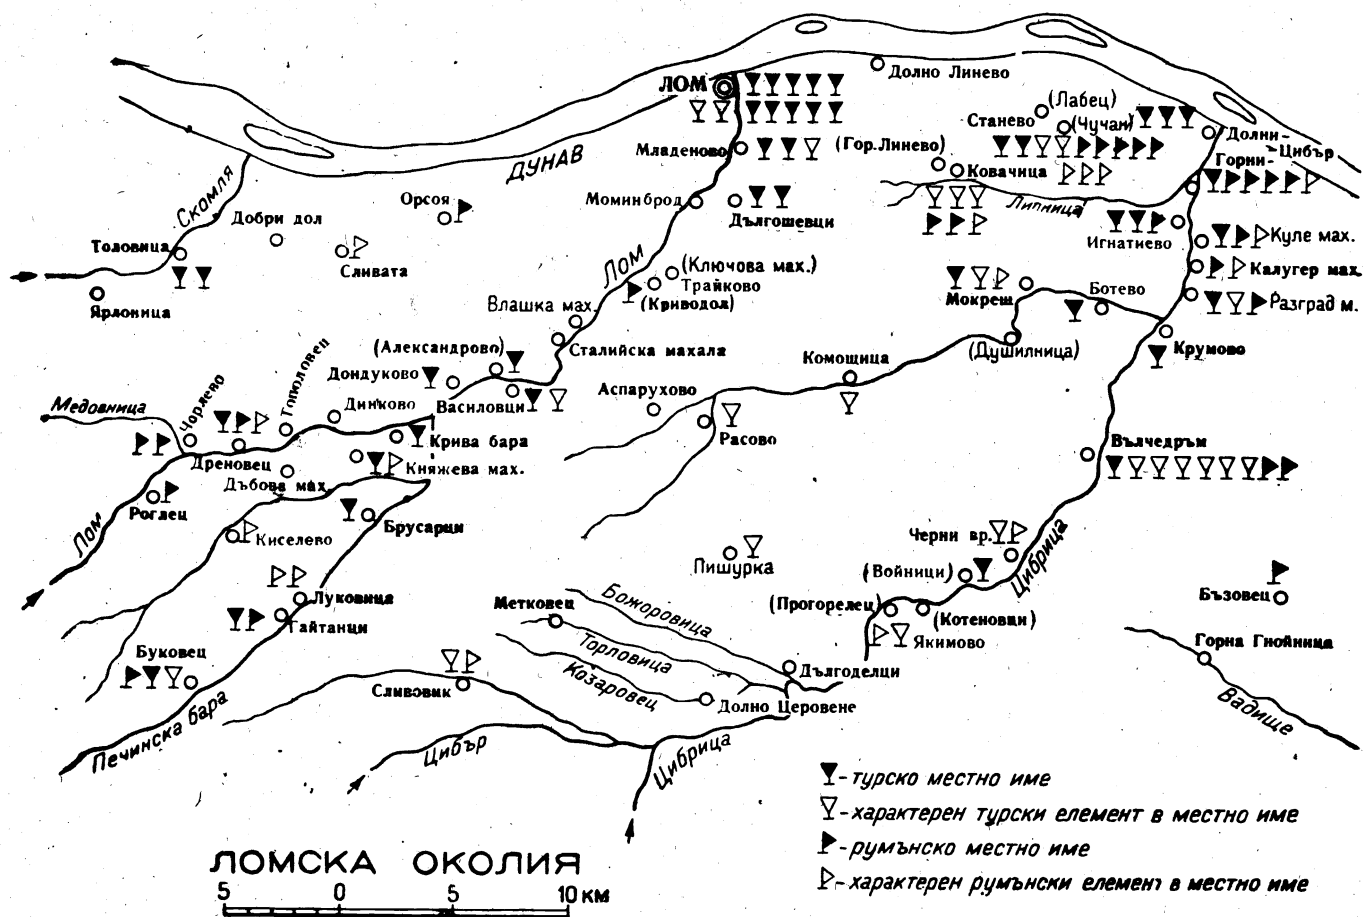 ЛОМ
Долно Линево
(Лабец)
Станево
(Чучан)
Долни-
Цибър
Младеново
(Гор.Линево)
Горни-
ДУНАВ
Ковачица
Скомля
Орсоя
Моминброд
Липница
Добри дол
Дългошевци
Игнатиево
Куле мах.
Толовица
Сливата
ЛОМ
(Ключова мах.)
Калугер мах.
Трайково
Мокреш
Ботево
Ярловица
Влашка мах.
(Криводол)
Разград м.
(Александрово)
Сталийска махала
(Душилница)
Крумово
Комощица
Дондуково
Аспарухово
Медовница
Чорлево
Тополовец
Динково
Василовци
Расово
Крива бара
Вълчедръм
Дреновец
Княжева мах.
Дъбова мах.
Роглец
Брусарци
Лом
Киселево
Черни вр.
Цибрица
Пишурка
(Войници)
Луковица
Метковец
Божоровица
(Прогорелец)
(Котеновци)
Бъзовец
Гайтанци
Торловица
Якимово
Горна Гнойница
Буковец
Козаровец
Дългоделци
Сливовик
Долно Церовене
Вадище
Печинска бара
Цибър
Цибрица
- турско местно име
- характерен турски елемент в местно име
- румънско местно име
- характерен румънски елемент в местно име
ЛОМСКА ОКОЛИЯ
5 0 5 10 км